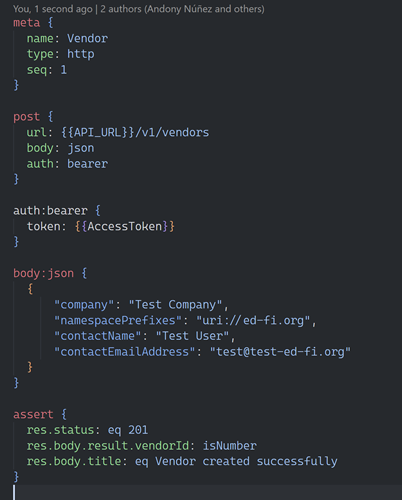 You, 1 second ago | 2 authors (Andony Núñez and others)
meta {
  name: Vendor
  type: http
  seq: 1
}
post {
  url: {{API_URL}}/v1/vendors
  body: json
  auth: bearer
}
auth:bearer {
  token: {{AccessToken}}
}
body:json {
  {
      "company": "Test Company",
      "namespacePrefixes": "uri://ed-fi.org",
      "contactName": "Test User",
      "contactEmailAddress": "test@test-ed-fi.org"
  }
}
assert {
  res.status: eq 201
  res.body.result.vendorId: isNumber
  res.body.title: eq Vendor created successfully
}